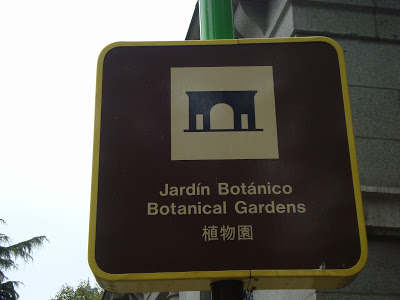 Jardín Botánico
Botanical Gardens
植物園